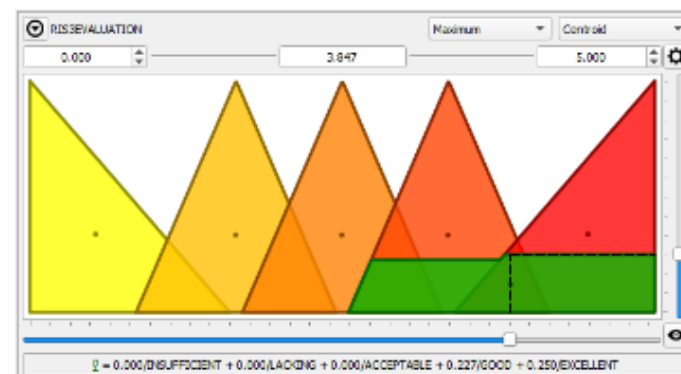 RISSEVALUATION Maximum Centroid
0.000 3.847 5.000
ỹ = 0.000/INSUFFICIENT + 0.000/LACKING + 0.000/ACCEPTABLE + 0.227/GOOD + 0.250/EXCELLENT